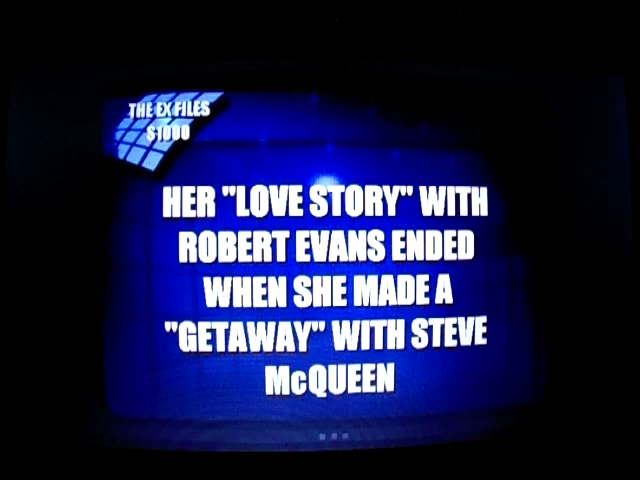 THE EX FILES
$1000
HER "LOVE STORY" WITH
ROBERT EVANS ENDED
WHEN SHE MADE A
"GETAWAY" WITH STEVE
McQUEEN